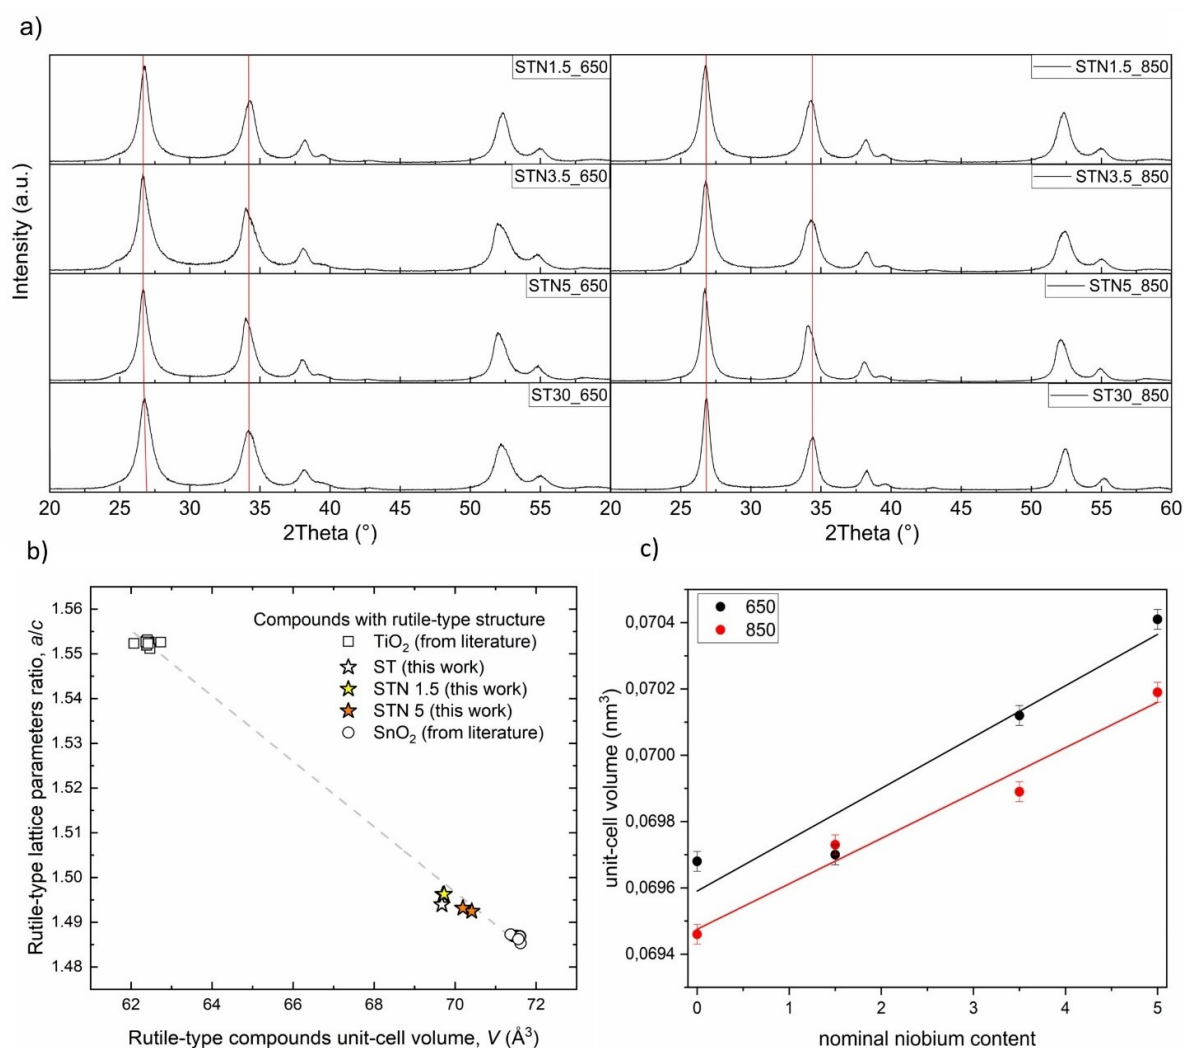 a)
STN1.5_650
STN1.5_850
STN3.5_650
STN3.5_850
STN5_650
STN5_850
ST30_650
ST30_850
Intensity (a.u.)
20 25 30 35 40 45 50 55 20 25 30 35 40 45 50 55 60
2Theta (°)
2Theta (°)
b)
Rutile-type lattice parameters ratio, a/c
1.56
1.55
1.54
1.53
1.52
1.51
1.50
1.49
1.48
Compounds with rutile-type structure
TiO₂ (from literature)
ST (this work)
STN 1.5 (this work)
STN 5 (this work)
SnO₂ (from literature)
62 64 66 68 70 72
Rutile-type compounds unit-cell volume, V (Å³)
c)
650
850
unit-cell volume (nm³)
0,0704
0,0702
0,0700
0,0698
0,0696
0,0694
0 1 2 3 4 5
nominal niobium content